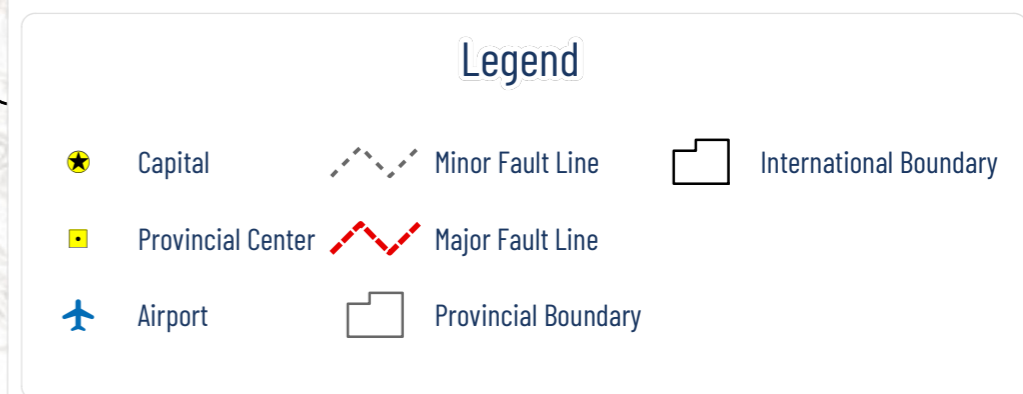 Legend
Capital
Minor Fault Line
International Boundary
Provincial Center
Major Fault Line
Airport
Provincial Boundary